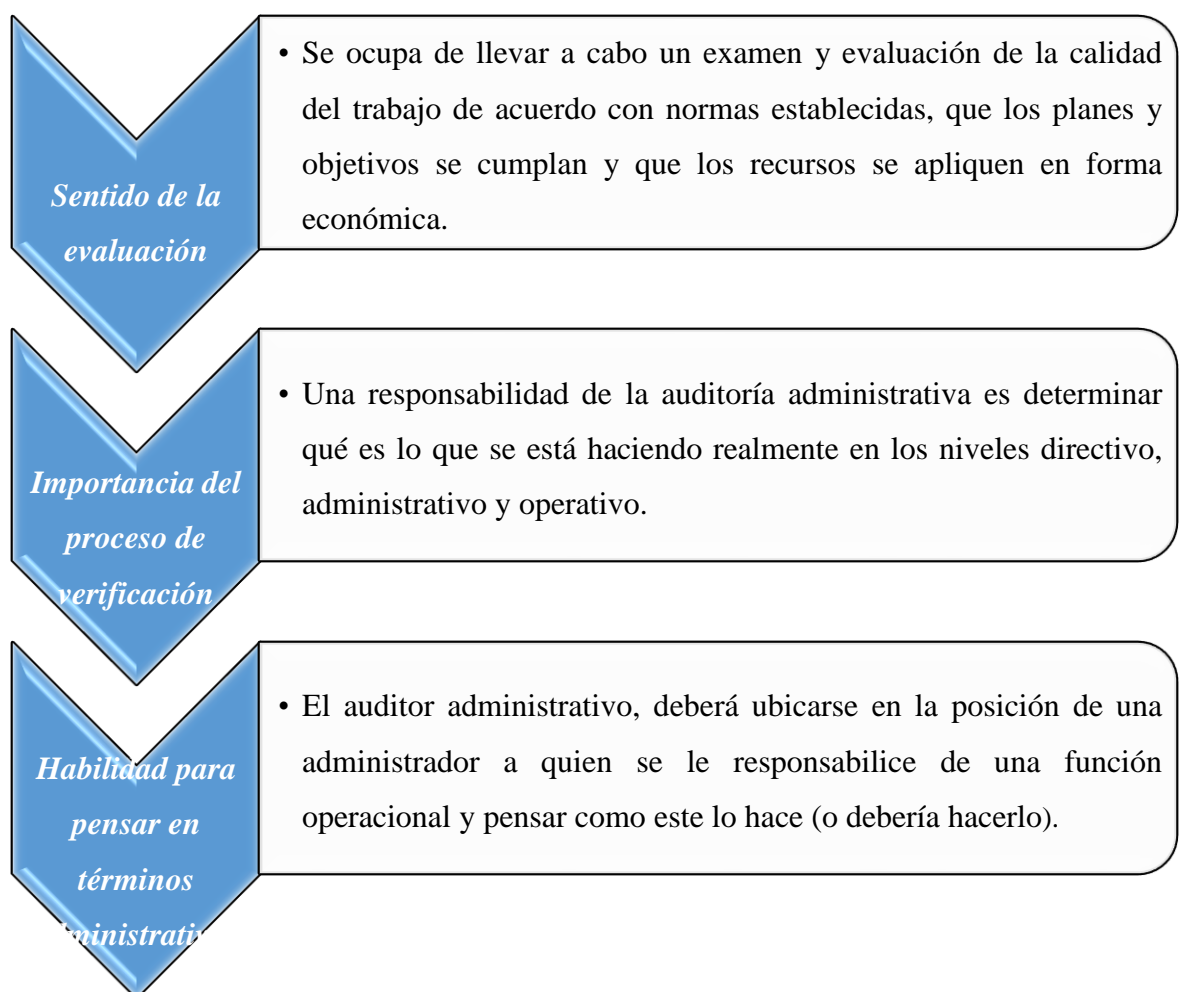 Sentido de la
evaluación
• Se ocupa de llevar a cabo un examen y evaluación de la calidad
del trabajo de acuerdo con normas establecidas, que los planes y
objetivos se cumplan y que los recursos se apliquen en forma
económica.
Importancia del
proceso de
verificación
• Una responsabilidad de la auditoría administrativa es determinar
qué es lo que se está haciendo realmente en los niveles directivo,
administrativo y operativo.
Habilidad para
pensar en
términos
• El auditor administrativo, deberá ubicarse en la posición de una
administrador a quien se le responsabilice de una función
operacional y pensar como este lo hace (o debería hacerlo).